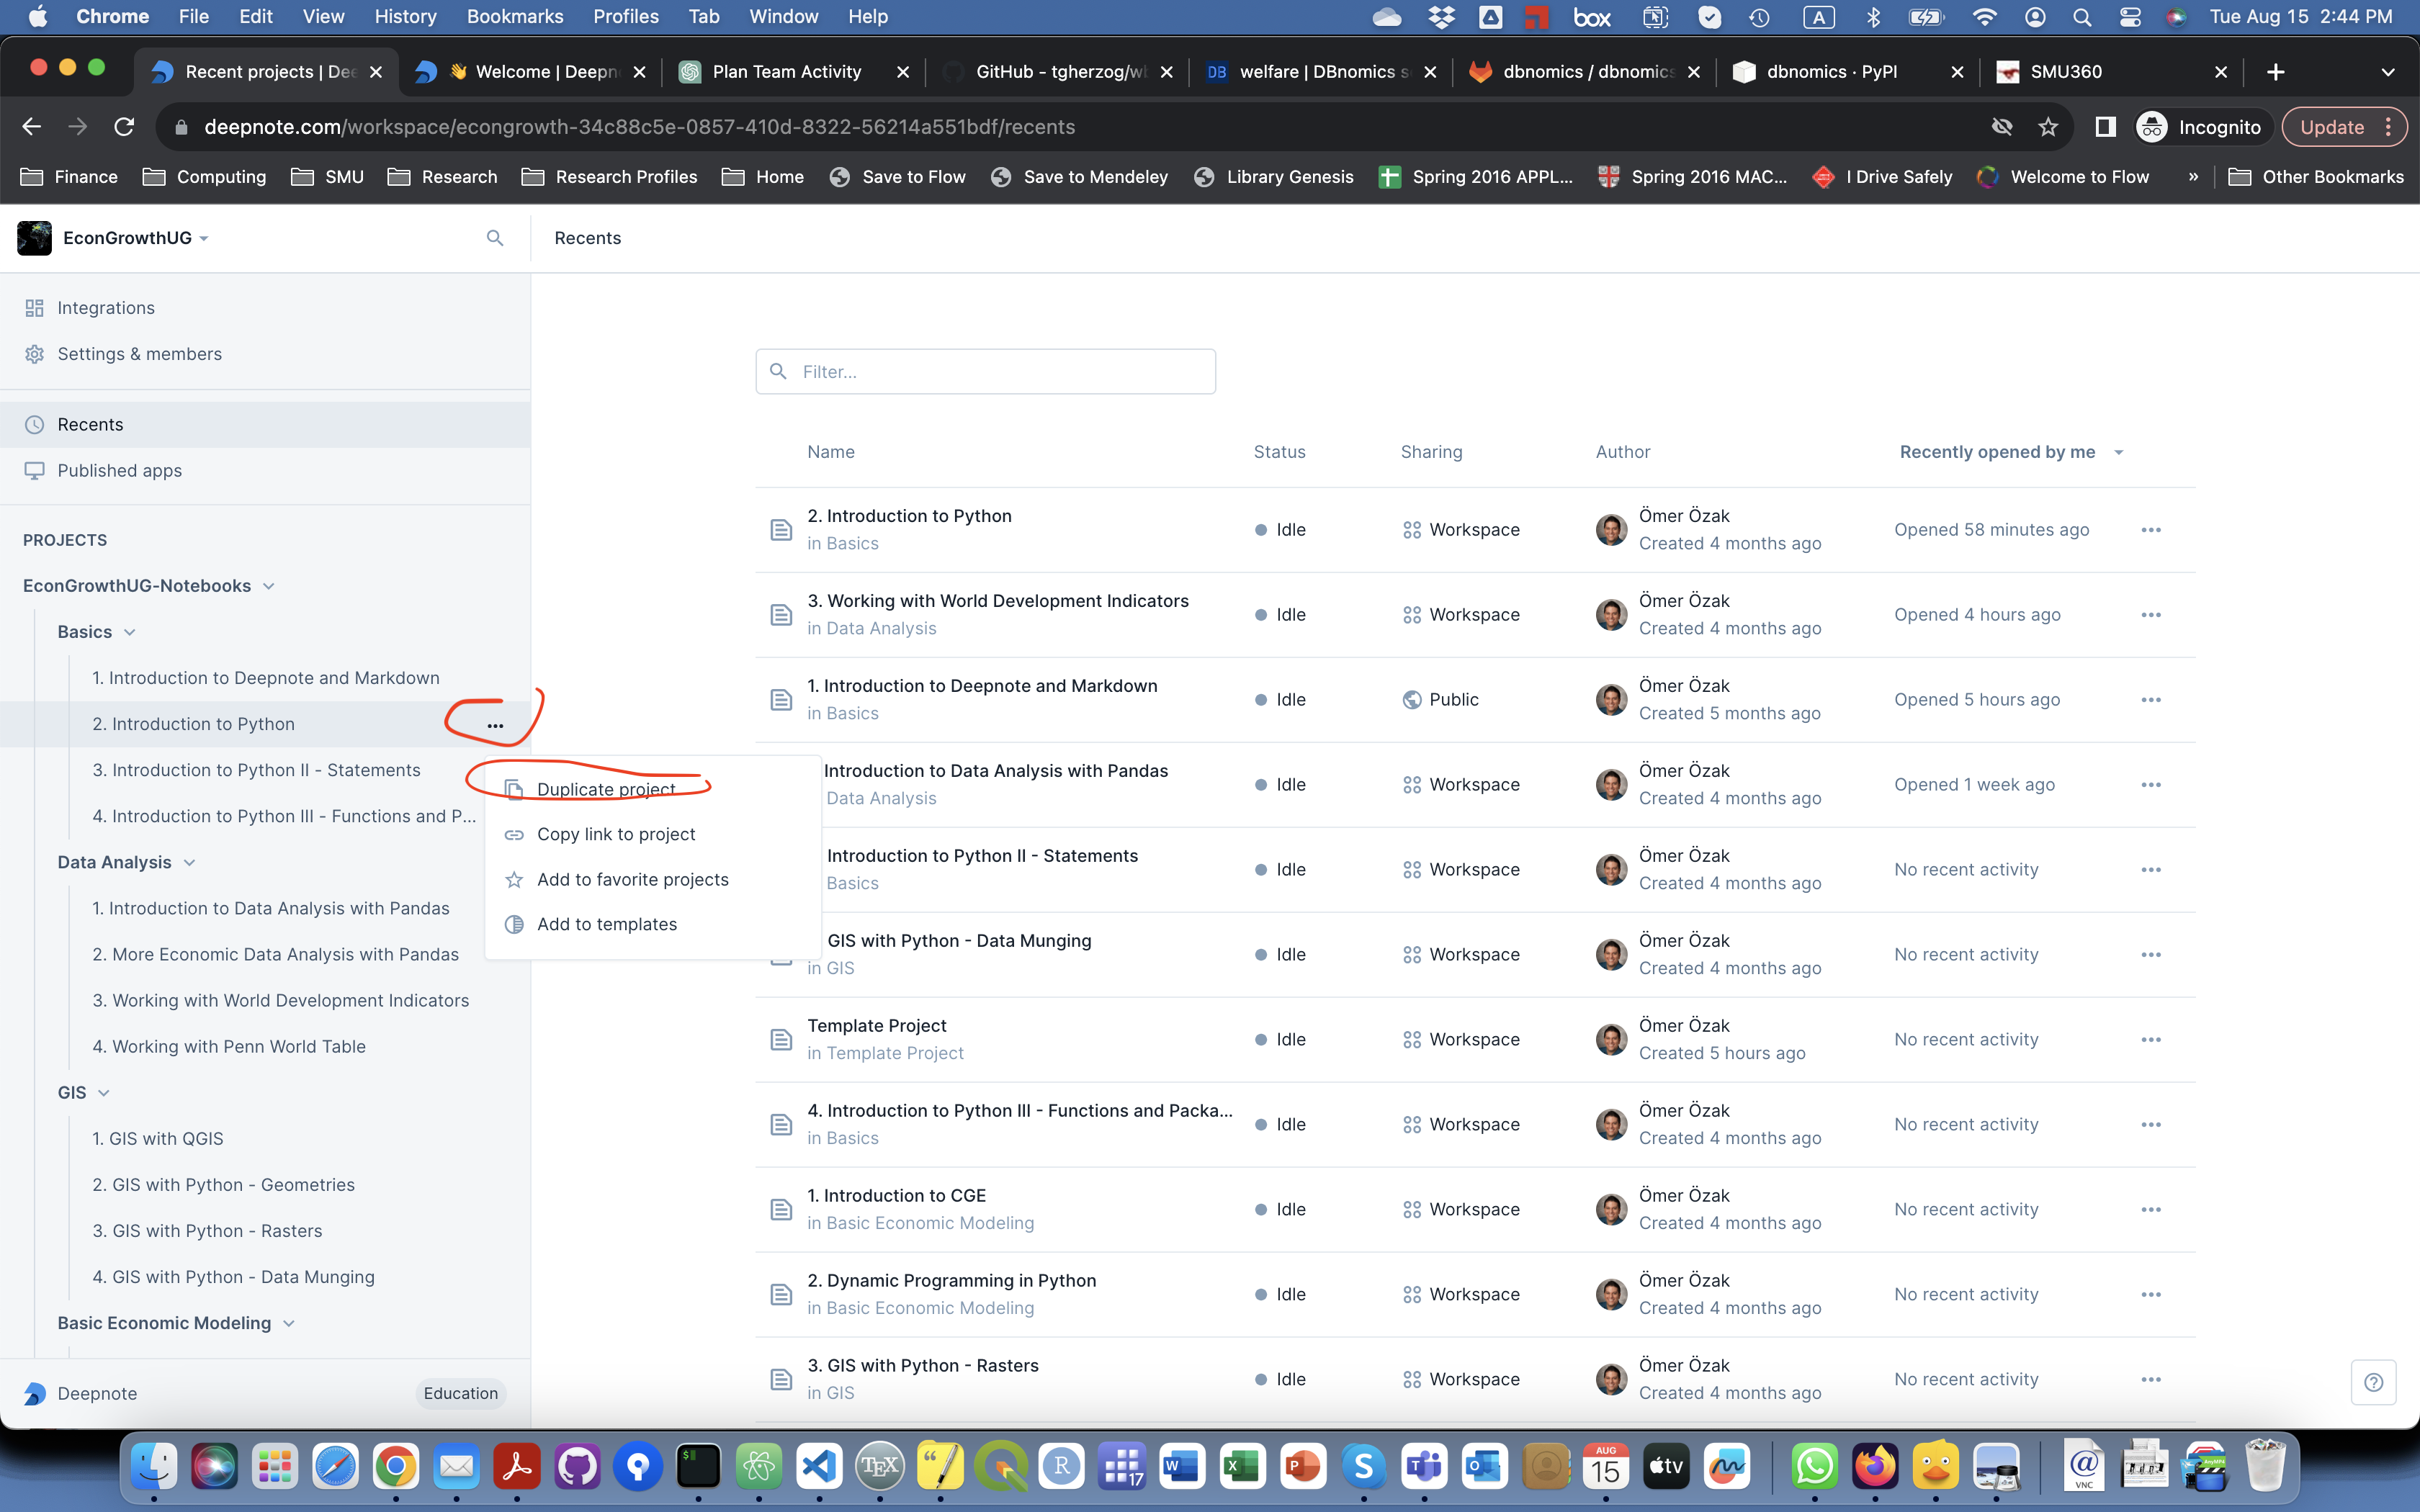 Chrome File Edit View History Bookmarks Profiles Tab Window Help box A Tue Aug 15 2:44 PM
Recent projects | Dee 👋 Welcome | Deepn Plan Team Activity GitHub - tgherzog/wb DB welfare | DBnomics s dbnomics / dbnomics dbnomics · PyPI SMU360
deepnote.com/workspace/econgrowth-34c88c5e-0857-410d-8322-56214a551bdf/recents Incognito Update
Finance Computing SMU Research Research Profiles Home Save to Flow Save to Mendeley Library Genesis Spring 2016 APPL... Spring 2016 MAC... I Drive Safely Welcome to Flow » Other Bookmarks
EconGrowthUG
Recents
Integrations
Settings & members
Recents
Published apps
PROJECTS
EconGrowthUG-Notebooks
Basics
1. Introduction to Deepnote and Markdown
2. Introduction to Python
3. Introduction to Python II - Statements
4. Introduction to Python III - Functions and P...
Data Analysis
1. Introduction to Data Analysis with Pandas
2. More Economic Data Analysis with Pandas
3. Working with World Development Indicators
4. Working with Penn World Table
GIS
1. GIS with QGIS
2. GIS with Python - Geometries
3. GIS with Python - Rasters
4. GIS with Python - Data Munging
Basic Economic Modeling
Deepnote Education
Duplicate project
Copy link to project
Add to favorite projects
Add to templates
Filter...
Name Status Sharing Author Recently opened by me
2. Introduction to Python Idle Workspace Ömer Özak Opened 58 minutes ago
in Basics Created 4 months ago
3. Working with World Development Indicators Idle Workspace Ömer Özak Opened 4 hours ago
in Data Analysis Created 4 months ago
1. Introduction to Deepnote and Markdown Idle Public Ömer Özak Opened 5 hours ago
in Basics Created 5 months ago
Introduction to Data Analysis with Pandas Idle Workspace Ömer Özak Opened 1 week ago
Data Analysis Created 4 months ago
Introduction to Python II - Statements Idle Workspace Ömer Özak No recent activity
Basics Created 4 months ago
GIS with Python - Data Munging Idle Workspace Ömer Özak No recent activity
in GIS Created 4 months ago
Template Project Idle Workspace Ömer Özak No recent activity
in Template Project Created 5 hours ago
4. Introduction to Python III - Functions and Packa... Idle Workspace Ömer Özak No recent activity
in Basics Created 4 months ago
1. Introduction to CGE Idle Workspace Ömer Özak No recent activity
in Basic Economic Modeling Created 4 months ago
2. Dynamic Programming in Python Idle Workspace Ömer Özak No recent activity
in Basic Economic Modeling Created 4 months ago
3. GIS with Python - Rasters Idle Workspace Ömer Özak No recent activity
in GIS Created 4 months ago
$ TEX R 17 W X P S T O AUG 15 tv @ VNC